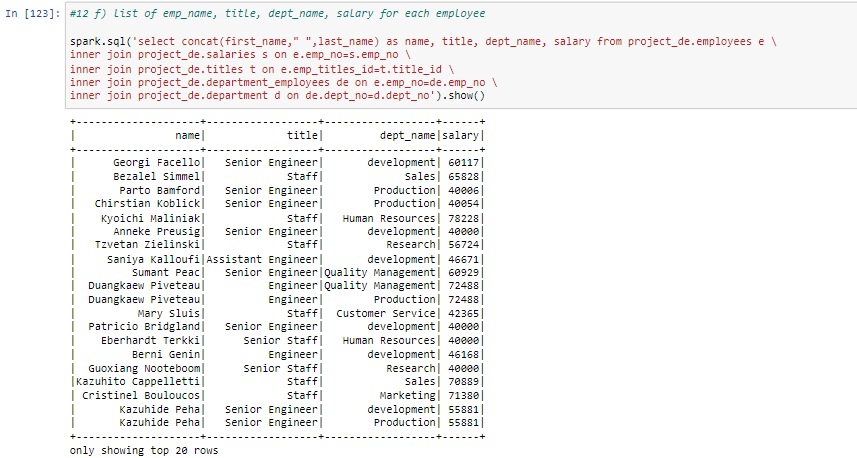 In [123]: #12 f) list of emp_name, title, dept_name, salary for each employee
spark.sql('select concat(first_name," ",last_name) as name, title, dept_name, salary from project_de.employees e \
inner join project_de.salaries s on e.emp_no=s.emp_no \
inner join project_de.titles t on e.emp_titles_id=t.title_id \
inner join project_de.department_employees de on e.emp_no=de.emp_no \
inner join project_de.department d on de.dept_no=d.dept_no').show()
+--------------------+------------------+------------------+------+
|                name|             title|         dept_name|salary|
+--------------------+------------------+------------------+------+
|      Georgi Facello|   Senior Engineer|       development| 60117|
|      Bezalel Simmel|             Staff|             Sales| 65828|
|       Parto Bamford|   Senior Engineer|        Production| 40006|
|   Chirstian Koblick|   Senior Engineer|        Production| 40054|
|    Kyoichi Maliniak|             Staff|   Human Resources| 78228|
|      Anneke Preusig|   Senior Engineer|       development| 40000|
|   Tzvetan Zielinski|             Staff|          Research| 56724|
|     Saniya Kalloufi|Assistant Engineer|       development| 46671|
|         Sumant Peac|   Senior Engineer|Quality Management| 60929|
|  Duangkaew Piveteau|          Engineer|Quality Management| 72488|
|  Duangkaew Piveteau|          Engineer|        Production| 72488|
|          Mary Sluis|             Staff|  Customer Service| 42365|
|  Patricio Bridgland|   Senior Engineer|       development| 40000|
|    Eberhardt Terkki|      Senior Staff|   Human Resources| 40000|
|         Berni Genin|          Engineer|       development| 46168|
|  Guoxiang Nooteboom|      Senior Staff|          Research| 40000|
|Kazuhito Cappelletti|             Staff|             Sales| 70889|
| Cristinel Bouloucos|             Staff|         Marketing| 71380|
|       Kazuhide Peha|   Senior Engineer|       development| 55881|
|       Kazuhide Peha|   Senior Engineer|        Production| 55881|
+--------------------+------------------+------------------+------+
only showing top 20 rows